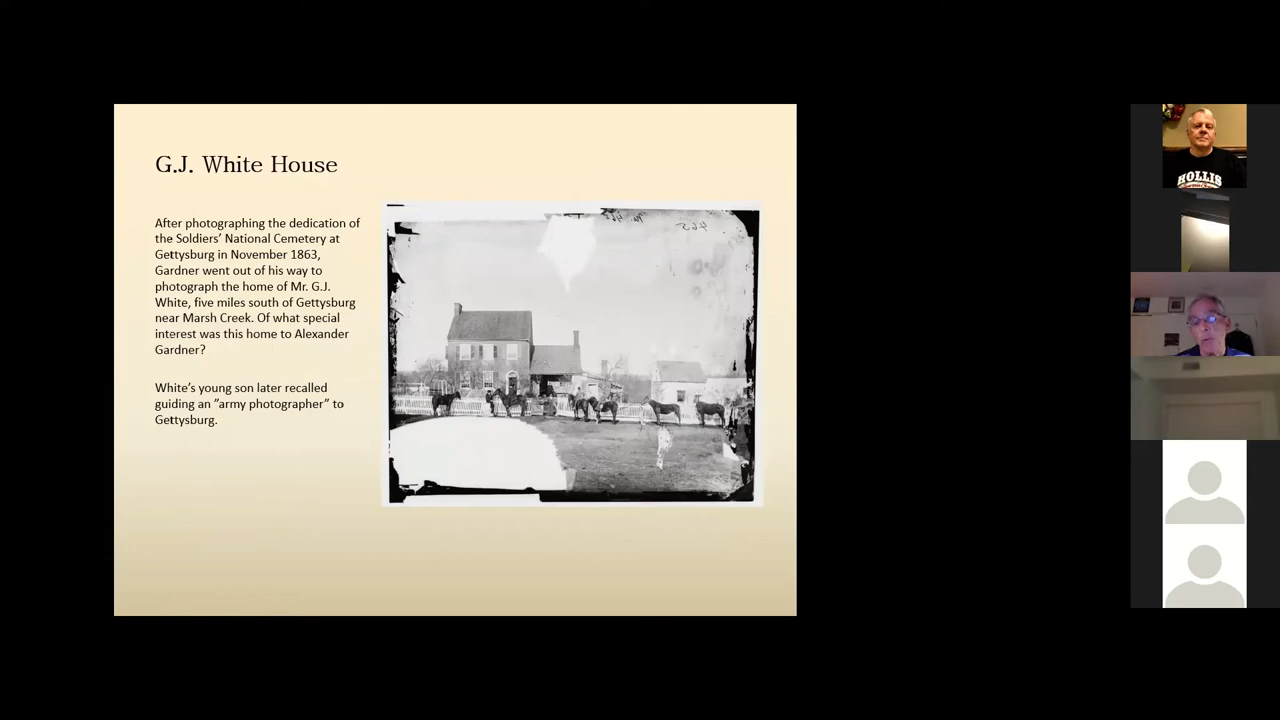 G.J. White House
After photographing the dedication of
the Soldiers’ National Cemetery at
Gettysburg in November 1863,
Gardner went out of his way to
photograph the home of Mr. G.J.
White, five miles south of Gettysburg
near Marsh Creek. Of what special
interest was this home to Alexander
Gardner?
White’s young son later recalled
guiding an ”army photographer” to
Gettysburg.
465
HOLLIS